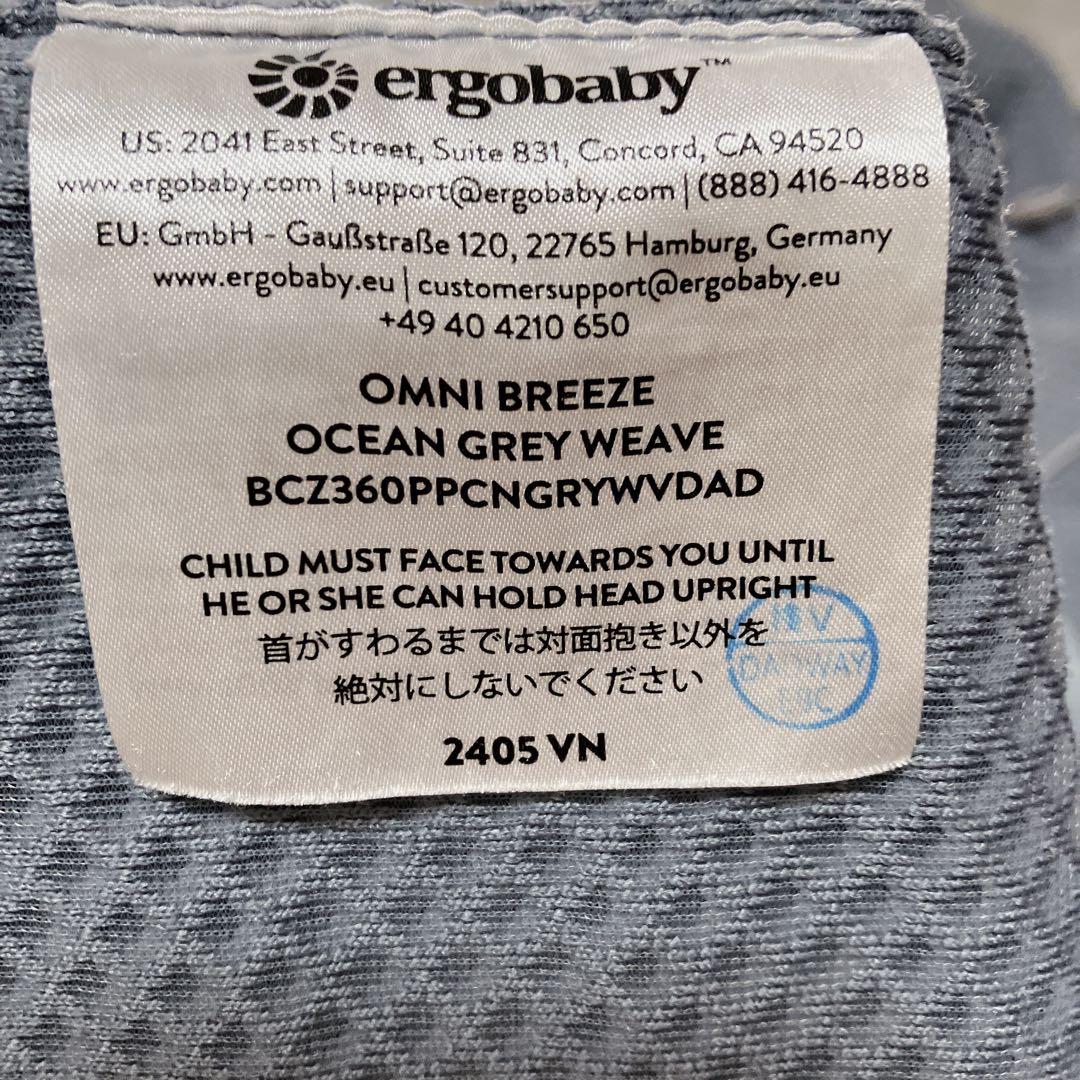 ergobaby™
US: 2041 East Street, Suite 831, Concord, CA 94520
www.ergobaby.com | support@ergobaby.com | (888) 416-4888
EU: GmbH - Gaußstraße 120, 22765 Hamburg, Germany
www.ergobaby.eu | customersupport@ergobaby.eu
+49 40 4210 650
OMNI BREEZE
OCEAN GREY WEAVE
BCZ360PPCNGRYWVDAD
CHILD MUST FACE TOWARDS YOU UNTIL
HE OR SHE CAN HOLD HEAD UPRIGHT
首がすわるまでは対面抱き以外を
絶対にしないでください
V
DADWAY
2405 VN